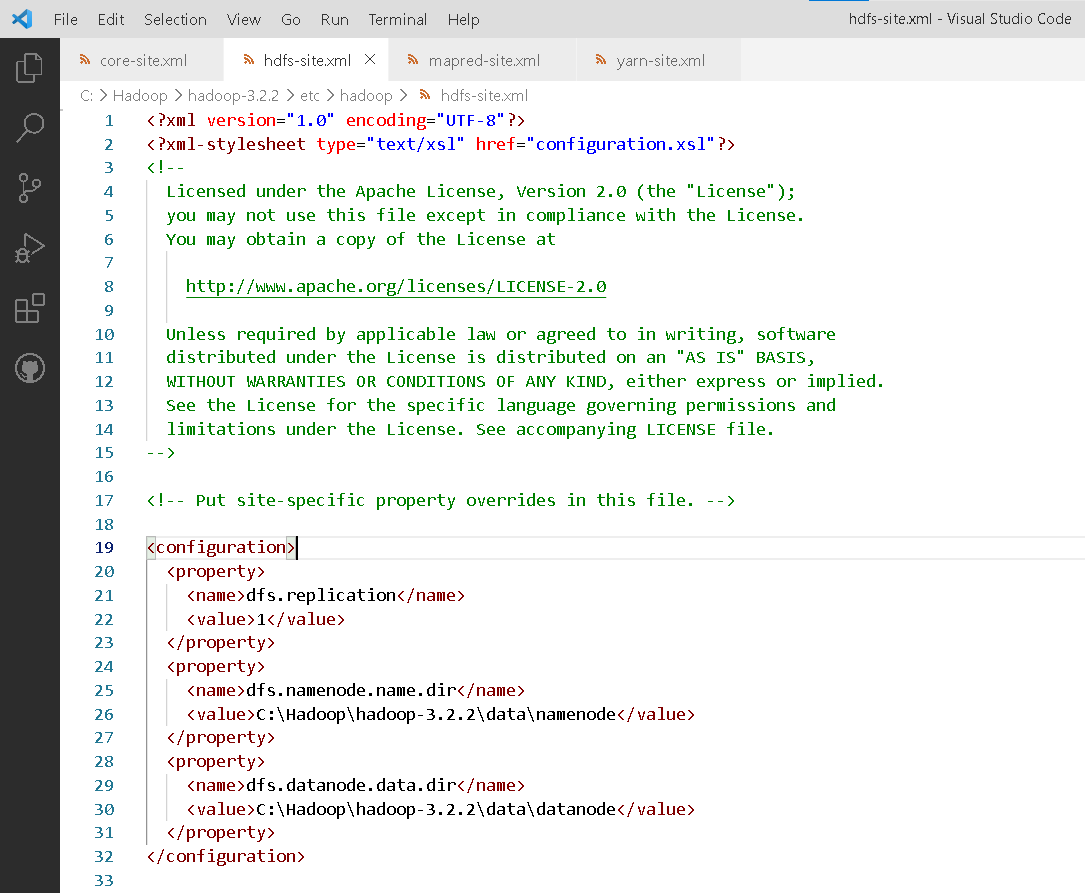 File Edit Selection View Go Run Terminal Help hdfs-site.xml - Visual Studio Code
core-site.xml hdfs-site.xml mapred-site.xml yarn-site.xml
C: > Hadoop > hadoop-3.2.2 > etc > hadoop > hdfs-site.xml
1 <?xml version="1.0" encoding="UTF-8"?>
2 <?xml-stylesheet type="text/xsl" href="configuration.xsl"?>
3 <!--
4   Licensed under the Apache License, Version 2.0 (the "License");
5   you may not use this file except in compliance with the License.
6   You may obtain a copy of the License at
7
8     http://www.apache.org/licenses/LICENSE-2.0
9
10   Unless required by applicable law or agreed to in writing, software
11   distributed under the License is distributed on an "AS IS" BASIS,
12   WITHOUT WARRANTIES OR CONDITIONS OF ANY KIND, either express or implied.
13   See the License for the specific language governing permissions and
14   limitations under the License. See accompanying LICENSE file.
15 -->
16
17 <!-- Put site-specific property overrides in this file. -->
18
19 <configuration>
20   <property>
21     <name>dfs.replication</name>
22     <value>1</value>
23   </property>
24   <property>
25     <name>dfs.namenode.name.dir</name>
26     <value>C:\Hadoop\hadoop-3.2.2\data\namenode</value>
27   </property>
28   <property>
29     <name>dfs.datanode.data.dir</name>
30     <value>C:\Hadoop\hadoop-3.2.2\data\datanode</value>
31   </property>
32 </configuration>
33